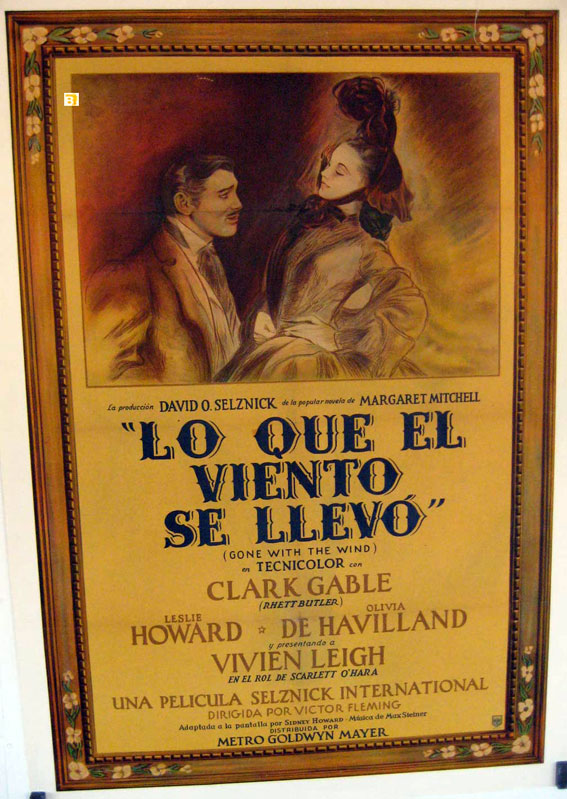 La producción DAVID O. SELZNICK de la popular novela de MARGARET MITCHELL
"LO QUE EL
VIENTO
SE LLEVÓ"
(GONE WITH THE WIND)
en TECNICOLOR con
CLARK GABLE
(RHETT BUTLER)
LESLIE HOWARD ☆ OLIVIA DE HAVILLAND
y presentando a
VIVIEN LEIGH
EN EL ROL DE SCARLETT O'HARA
UNA PELICULA SELZNICK INTERNATIONAL
DIRIGIDA POR VICTOR FLEMING
Adaptada a la pantalla por SIDNEY HOWARD - Música de Max Steiner
DISTRIBUIDA POR
METRO GOLDWYN MAYER